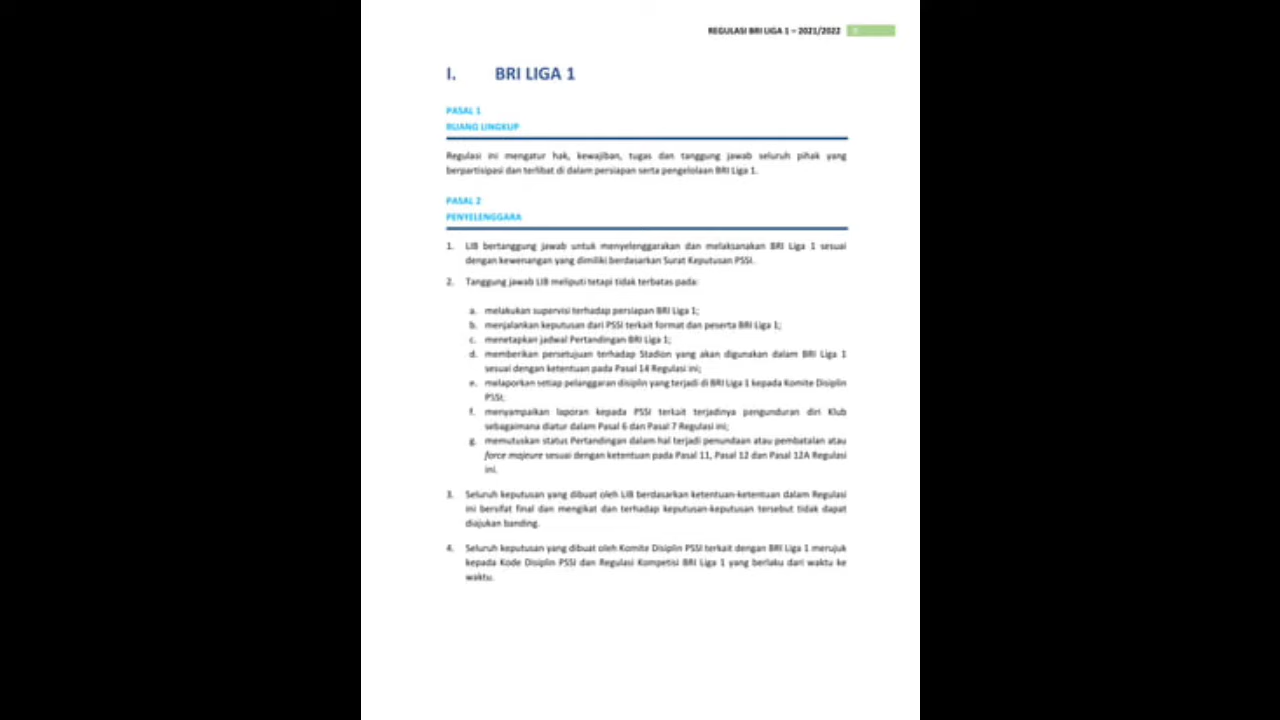 REGULASI BRI LIGA 1 – 2021/2022
I. BRI LIGA 1
PASAL 1
RUANG LINGKUP
Regulasi ini mengatur hak, kewajiban, tugas dan tanggung jawab seluruh pihak yang
berpartisipasi dan terlibat di dalam persiapan serta pengelolaan BRI Liga 1.
PASAL 2
PENYELENGGARA
1. LIB bertanggung jawab untuk menyelenggarakan dan melaksanakan BRI Liga 1 sesuai
dengan kewenangan yang dimiliki berdasarkan Surat Keputusan PSSI.
2. Tanggung jawab LIB meliputi tetapi tidak terbatas pada:
a. melakukan supervisi terhadap persiapan BRI Liga 1;
b. menjalankan keputusan dari PSSI terkait format dan peserta BRI Liga 1;
c. menetapkan jadwal Pertandingan BRI Liga 1;
d. memberikan persetujuan terhadap Stadion yang akan digunakan dalam BRI Liga 1
sesuai dengan ketentuan pada Pasal 14 Regulasi ini;
e. melaporkan setiap pelanggaran disiplin yang terjadi di BRI Liga 1 kepada Komite Disiplin
PSSI;
f. menyampaikan laporan kepada PSSI terkait terjadinya pengunduran diri Klub
sebagaimana diatur dalam Pasal 6 dan Pasal 7 Regulasi ini;
g. memutuskan status Pertandingan dalam hal terjadi penundaan atau pembatalan atau
force majeure sesuai dengan ketentuan pada Pasal 11, Pasal 12 dan Pasal 12A Regulasi
ini.
3. Seluruh keputusan yang dibuat oleh LIB berdasarkan ketentuan-ketentuan dalam Regulasi
ini bersifat final dan mengikat dan terhadap keputusan-keputusan tersebut tidak dapat
diajukan banding.
4. Seluruh keputusan yang dibuat oleh Komite Disiplin PSSI terkait dengan BRI Liga 1 merujuk
kepada Kode Disiplin PSSI dan Regulasi Kompetisi BRI Liga 1 yang berlaku dari waktu ke
waktu.